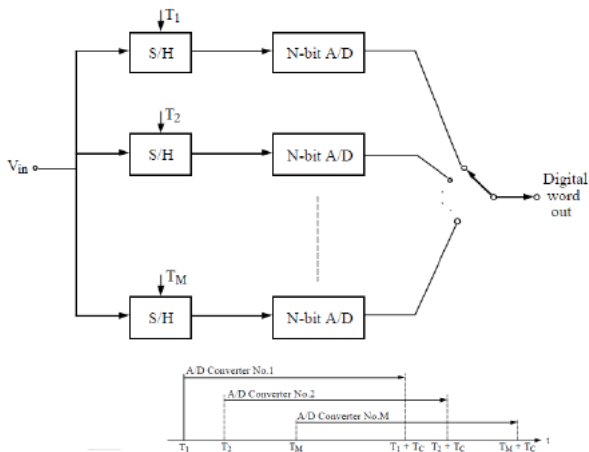 T1
S/H
N-bit A/D
T2
S/H
N-bit A/D
Vin
Digital
word
out
TM
S/H
N-bit A/D
A/D Converter No.1
A/D Converter No.2
A/D Converter No.M
T1 T2 TM T1 + TC T2 + TC TM + TC t